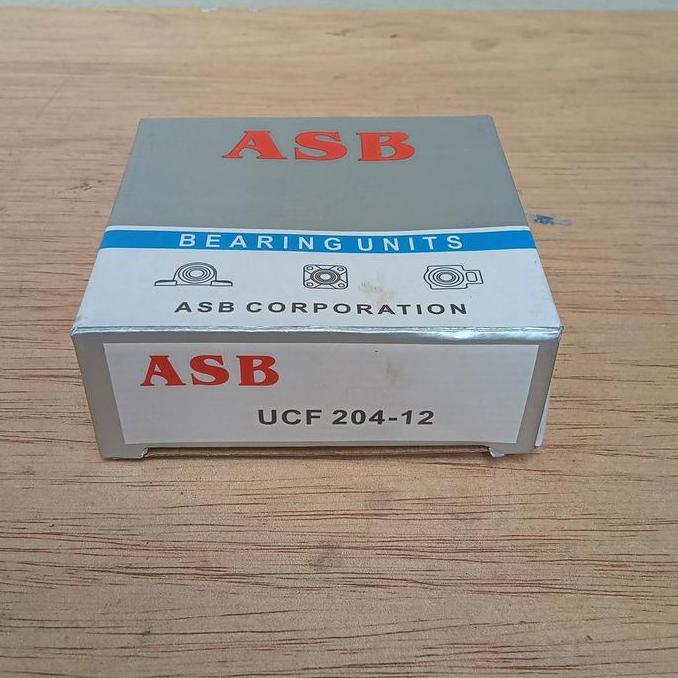 ASB
BEARING UNITS
ASB CORPORATION
ASB
UCF 204-12